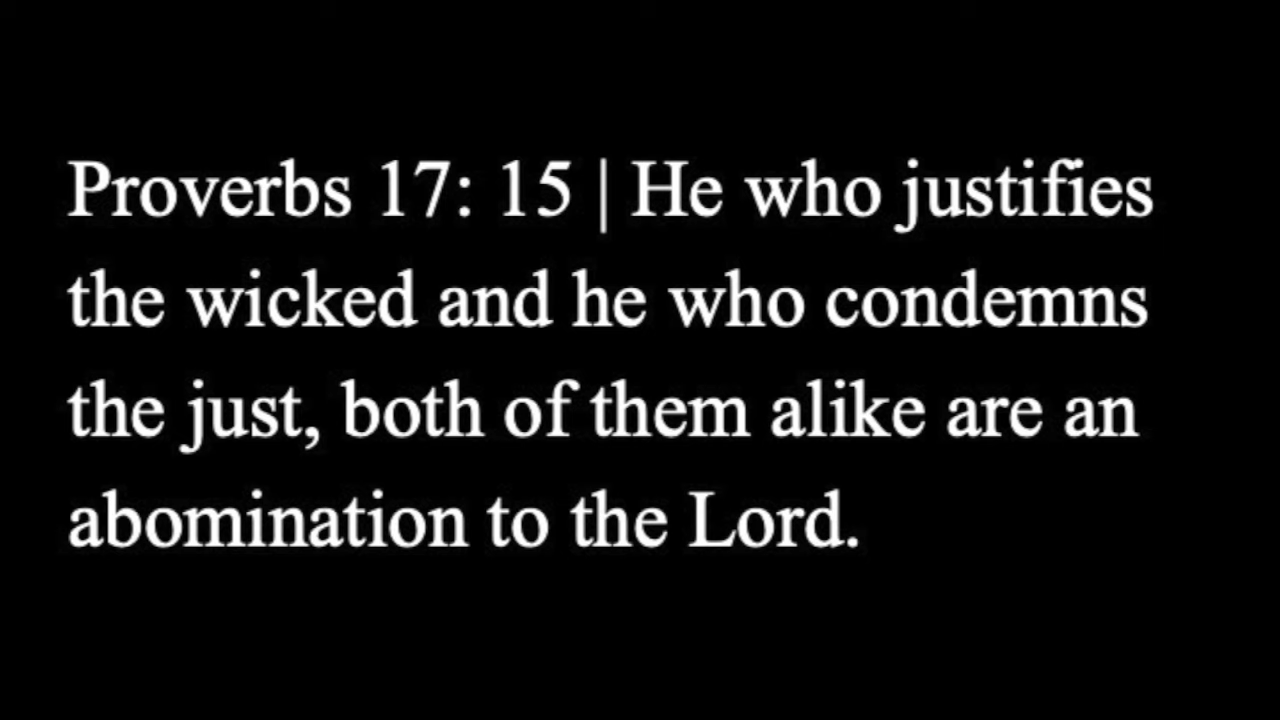 Proverbs 17: 15 | He who justifies
the wicked and he who condemns
the just, both of them alike are an
abomination to the Lord.